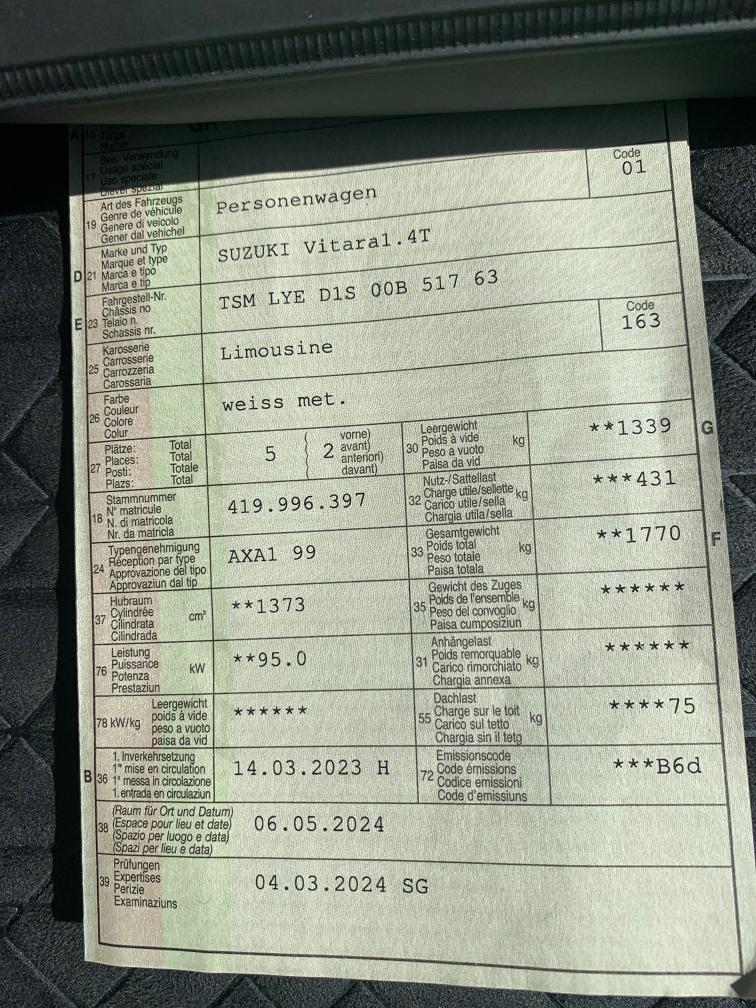 A 15 Targa
Numer
17 Bes. Verwendung
Usage spécial
Uso speciale
Diever spezial
Code
01
19 Art des Fahrzeugs
Genre de véhicule
Genere di veicolo
Gener dal vehichel
Personenwagen
D 21 Marke und Typ
Marque et type
Marca e tipo
Marca e tip
SUZUKI Vitara1.4T
E 23 Fahrgestell-Nr.
Châssis no
Telaio n.
Schassis nr.
TSM LYE D1S 00B 517 63
25 Karosserie
Carrosserie
Carrozzeria
Carossaria
Limousine
Code
163
26 Farbe
Couleur
Colore
Colur
weiss met.
27 Plätze: Total
Places: Total
Posti: Totale
Plazs: Total
5 ( 2 vorne)
avant)
anteriori)
davant)
30 Leergewicht
Poids à vide
Peso a vuoto
Paisa da vid
kg
**1339 G
18 Stammnummer
N° matricule
N. di matricola
Nr. da matricla
419.996.397
32 Nutz-/Sattellast
Charge utile/sellette
Carico utile/sella
Chargia utila/sella
kg
***431
24 Typengenehmigung
Réception par type
Approvazione del tipo
Approvaziun dal tip
AXA1 99
33 Gesamtgewicht
Poids total
Peso totale
Paisa totala
kg
**1770 F
37 Hubraum
Cylindrée
Cilindrata
Cilindrada
cm³
**1373
35 Gewicht des Zuges
Poids de l'ensemble
Peso del convoglio
Paisa cumposiziun
kg
******
76 Leistung
Puissance
Potenza
Prestaziun
kW
**95.0
31 Anhängelast
Poids remorquable
Carico rimorchiato
Chargia annexa
kg
******
78 kW/kg Leergewicht
poids à vide
peso a vuoto
paisa da vid
******
55 Dachlast
Charge sur le toit
Carico sul tetto
Chargia sin il tetg
kg
****75
B 36 1. Inverkehrsetzung
1re mise en circulation
1a messa in circolazione
1. entrada en circulaziun
14.03.2023 H
72 Emissionscode
Code émissions
Codice emissioni
Code d'emissiuns
***B6d
38 (Raum für Ort und Datum)
(Espace pour lieu et date)
(Spazio per luogo e data)
(Spazi per lieu e data)
06.05.2024
39 Prüfungen
Expertises
Perizie
Examinaziuns
04.03.2024 SG